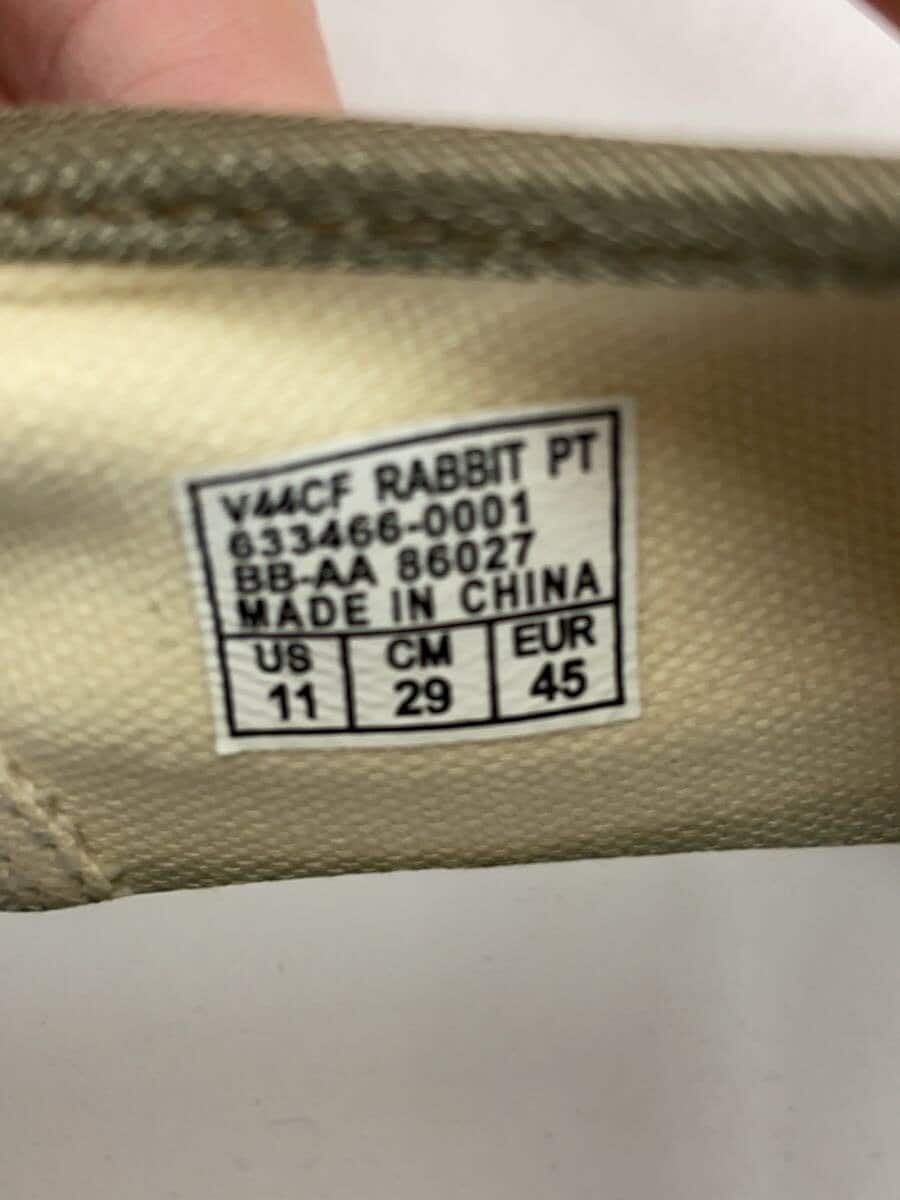 V44CF RABBIT PT
633466-0001
BB-AA 86027
MADE IN CHINA
US CM EUR
11 29 45